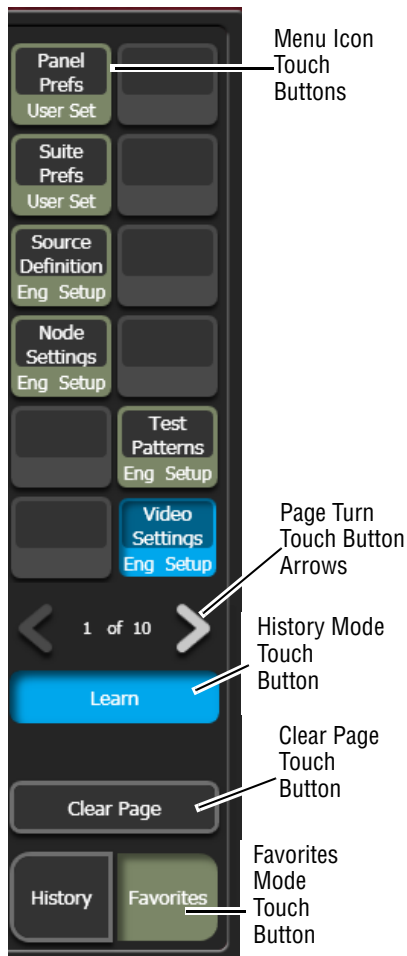 Panel
Prefs
User Set
Menu Icon
Touch
Buttons
Suite
Prefs
User Set
Source
Definition
Eng Setup
Node
Settings
Eng Setup
Test
Patterns
Eng Setup
Video
Settings
Eng Setup
Page Turn
Touch Button
Arrows
1 of 10
History Mode
Touch
Button
Learn
Clear Page
Touch
Button
Clear Page
Favorites
Mode
Touch
Button
History
Favorites